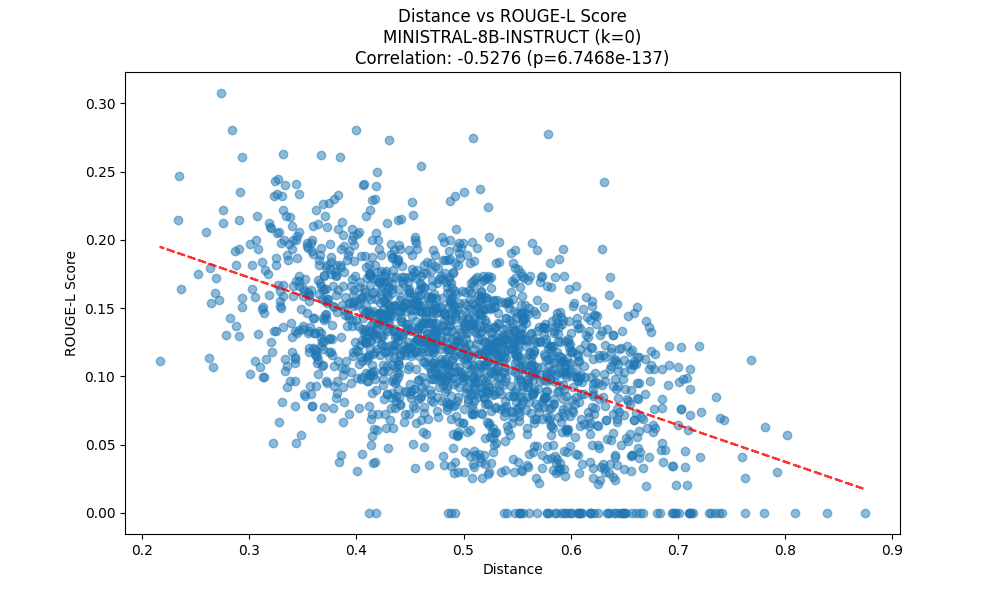 Distance vs ROUGE-L Score
MINISTRAL-8B-INSTRUCT (k=0)
Correlation: -0.5276 (p=6.7468e-137)
ROUGE-L Score
0.30
0.25
0.20
0.15
0.10
0.05
0.00
0.2 0.3 0.4 0.5 0.6 0.7 0.8 0.9
Distance